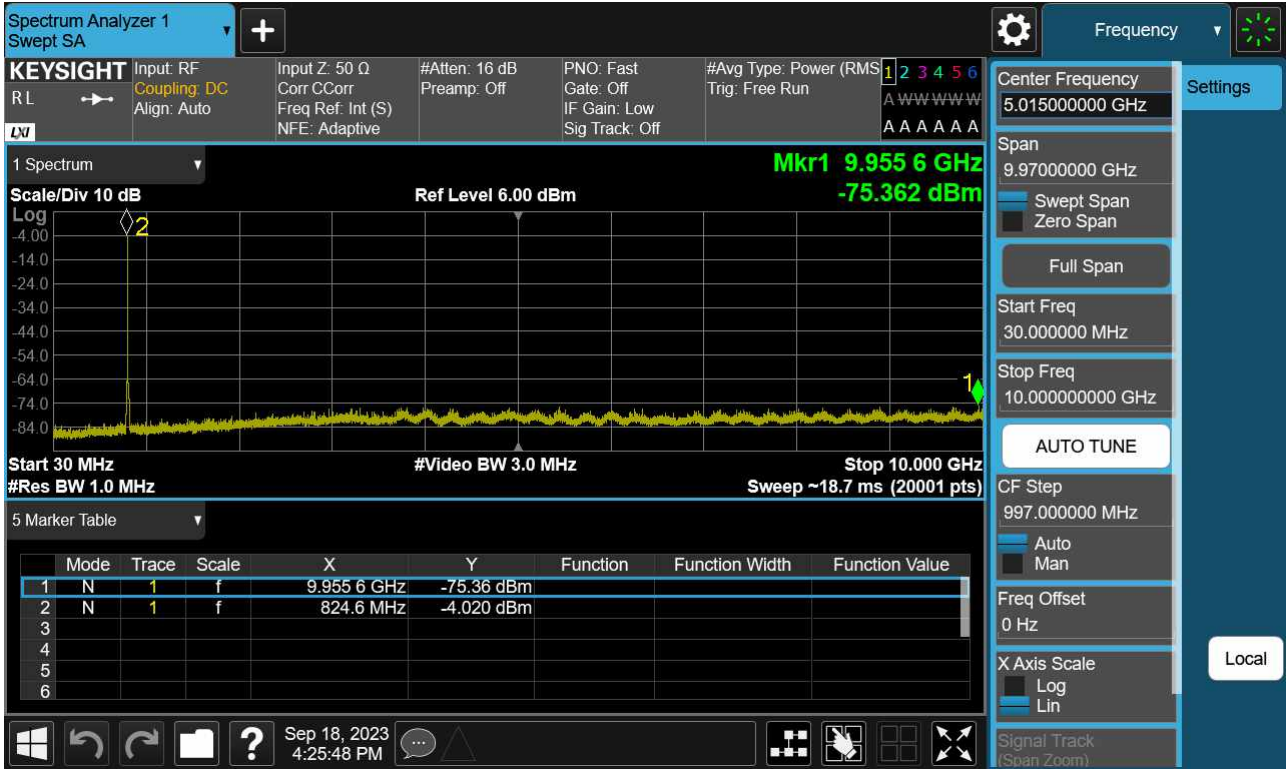 Spectrum Analyzer 1
Swept SA
Frequency
KEYSIGHT
R L
LXI
Input: RF
Coupling: DC
Align: Auto
Input Z: 50 Ω
Corr CCorr
Freq Ref: Int (S)
NFE: Adaptive
#Atten: 16 dB
Preamp: Off
PNO: Fast
Gate: Off
IF Gain: Low
Sig Track: Off
#Avg Type: Power (RMS
Trig: Free Run
1 2 3 4 5 6
A W W W W W
A A A A A A
1 Spectrum
Mkr1 9.955 6 GHz
Scale/Div 10 dB
Ref Level 6.00 dBm
-75.362 dBm
Log
2
-4.00
-14.0
-24.0
-34.0
-44.0
-54.0
-64.0
1
-74.0
-84.0
Start 30 MHz
#Video BW 3.0 MHz
Stop 10.000 GHz
#Res BW 1.0 MHz
Sweep ~18.7 ms (20001 pts)
5 Marker Table
Mode Trace Scale X Y Function Function Width Function Value
1 N 1 f 9.955 6 GHz -75.36 dBm
2 N 1 f 824.6 MHz -4.020 dBm
3
4
5
6
Sep 18, 2023
4:25:48 PM
Center Frequency
5.015000000 GHz
Settings
Span
9.97000000 GHz
Swept Span
Zero Span
Full Span
Start Freq
30.000000 MHz
Stop Freq
10.000000000 GHz
AUTO TUNE
CF Step
997.000000 MHz
Auto
Man
Freq Offset
0 Hz
X Axis Scale
Log
Lin
Local
Signal Track
(Span Zoom)